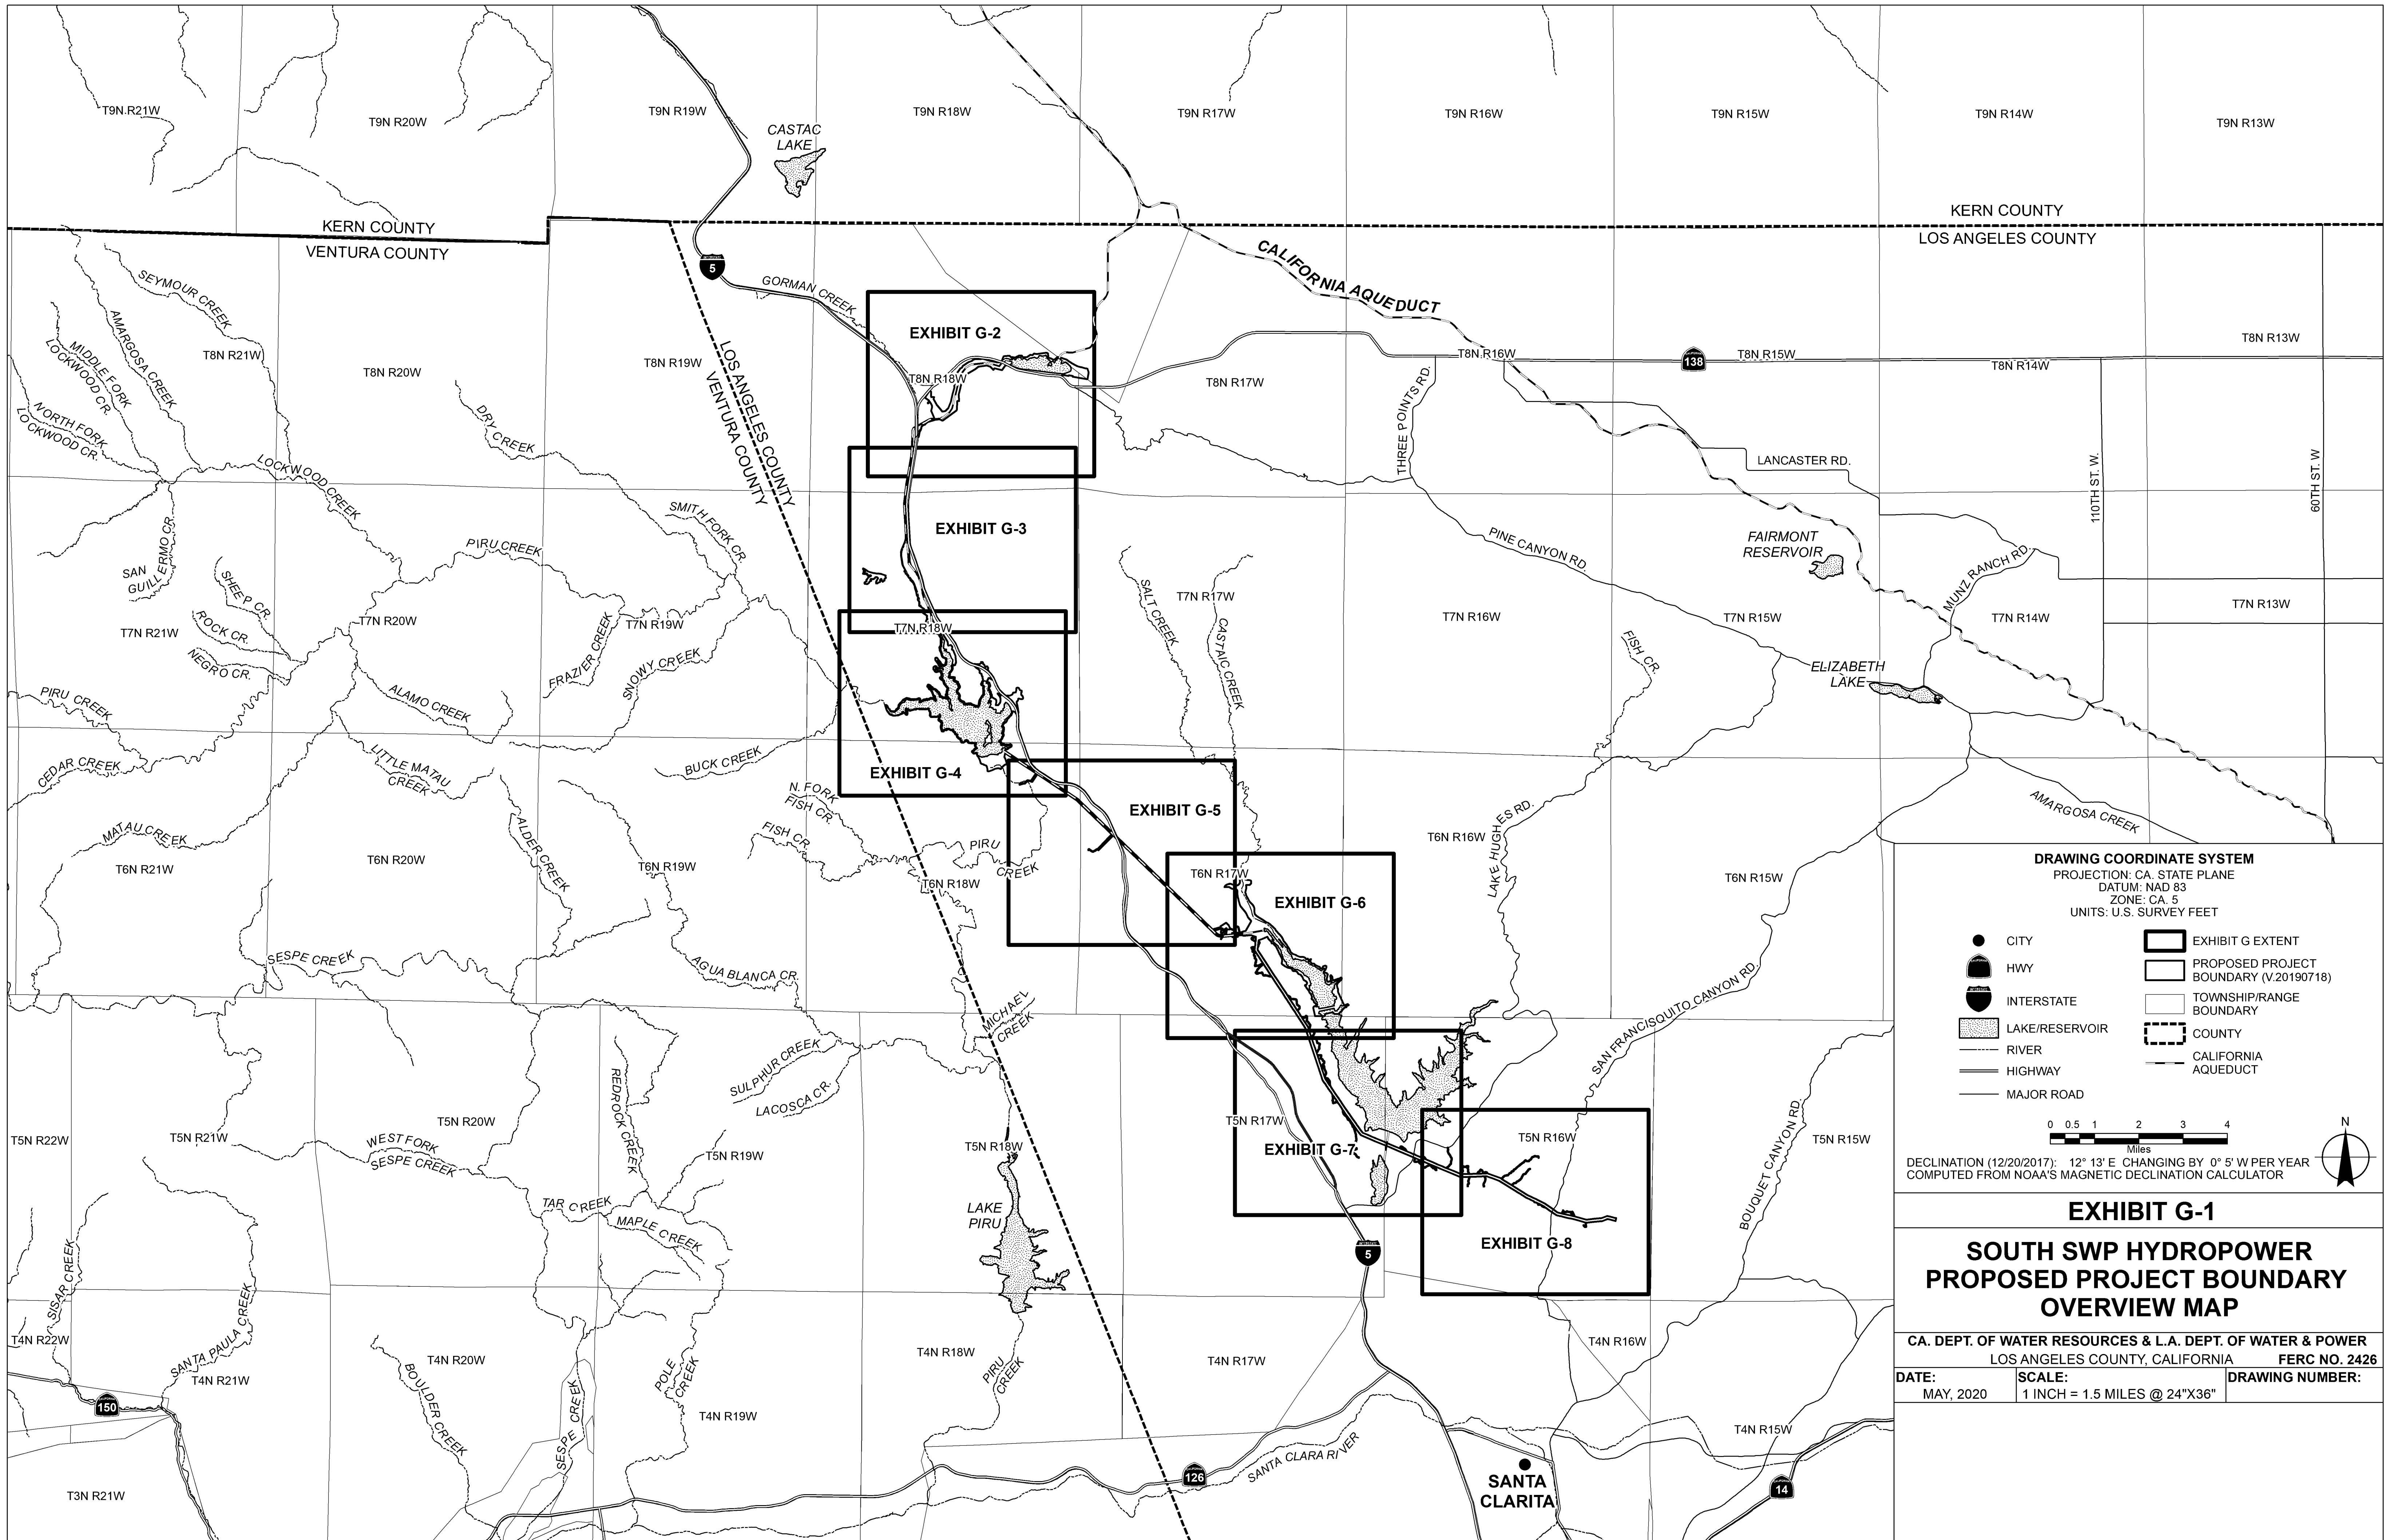 T9N R21W
T9N R20W
T9N R19W
T9N R18W
T9N R17W
T9N R16W
T9N R15W
T9N R14W
T9N R13W
CASTAC
LAKE
KERN COUNTY
VENTURA COUNTY
KERN COUNTY
LOS ANGELES COUNTY
5
GORMAN CREEK
CALIFORNIA AQUEDUCT
SEYMOUR CREEK
AMARGOSA CREEK
MIDDLE FORK
LOCKWOOD CR.
NORTH FORK
LOCKWOOD CR.
LOCKWOOD CREEK
DRY CREEK
T8N R21W
T8N R20W
T8N R19W
LOS ANGELES COUNTY
VENTURA COUNTY
EXHIBIT G-2
T8N R18W
T8N R17W
T8N R16W
138
T8N R15W
T8N R14W
T8N R13W
THREE POINTS RD.
LANCASTER RD.
110TH ST. W.
60TH ST. W
SAN
GUILLERMO CR.
SHEEP CR.
ROCK CR.
NEGRO CR.
PIRU CREEK
SMITH FORK CR.
EXHIBIT G-3
SALT CREEK
CASTAIC CREEK
PINE CANYON RD.
FAIRMONT
RESERVOIR
MUNZ RANCH RD.
T7N R21W
T7N R20W
T7N R19W
T7N R18W
T7N R17W
T7N R16W
T7N R15W
T7N R14W
T7N R13W
FRAZIER CREEK
SNOWY CREEK
ALAMO CREEK
PIRU CREEK
FISH CR.
ELIZABETH
LAKE
CEDAR CREEK
LITTLE MATAU
CREEK
BUCK CREEK
EXHIBIT G-4
N. FORK
FISH CR.
FISH CR.
EXHIBIT G-5
PIRU
CREEK
MATAU CREEK
ALDER CREEK
LAKE HUGHES RD.
AMARGOSA CREEK
T6N R21W
T6N R20W
T6N R19W
T6N R18W
T6N R17W
T6N R16W
T6N R15W
EXHIBIT G-6
SESPE CREEK
AGUA BLANCA CR.
MICHAEL
CREEK
SAN FRANCISQUITO CANYON RD.
SULPHUR CREEK
LACOSCA CR.
REDROCK CREEK
T5N R22W
T5N R21W
T5N R20W
T5N R19W
T5N R18W
T5N R17W
T5N R16W
T5N R15W
WEST FORK
SESPE CREEK
EXHIBIT G-7
BOUQUET CANYON RD.
TAR CREEK
MAPLE CREEK
LAKE
PIRU
5
EXHIBIT G-8
SISAR CREEK
SANTA PAULA CREEK
T4N R22W
T4N R21W
T4N R20W
T4N R19W
T4N R18W
T4N R17W
T4N R16W
T4N R15W
BOULDER CREEK
SESPE CREEK
POLE
CREEK
PIRU
CREEK
150
126
SANTA CLARA RIVER
SANTA
CLARITA
14
T3N R21W
DRAWING COORDINATE SYSTEM
PROJECTION: CA. STATE PLANE
DATUM: NAD 83
ZONE: CA. 5
UNITS: U.S. SURVEY FEET
CITY
HWY
INTERSTATE
LAKE/RESERVOIR
RIVER
HIGHWAY
MAJOR ROAD
EXHIBIT G EXTENT
PROPOSED PROJECT
BOUNDARY (V.20190718)
TOWNSHIP/RANGE
BOUNDARY
COUNTY
CALIFORNIA
AQUEDUCT
0 0.5 1 2 3 4
Miles
N
DECLINATION (12/20/2017): 12° 13' E CHANGING BY 0° 5' W PER YEAR
COMPUTED FROM NOAA'S MAGNETIC DECLINATION CALCULATOR
EXHIBIT G-1
SOUTH SWP HYDROPOWER
PROPOSED PROJECT BOUNDARY
OVERVIEW MAP
CA. DEPT. OF WATER RESOURCES & L.A. DEPT. OF WATER & POWER
LOS ANGELES COUNTY, CALIFORNIA FERC NO. 2426
DATE: SCALE: DRAWING NUMBER:
MAY, 2020 1 INCH = 1.5 MILES @ 24"X36"